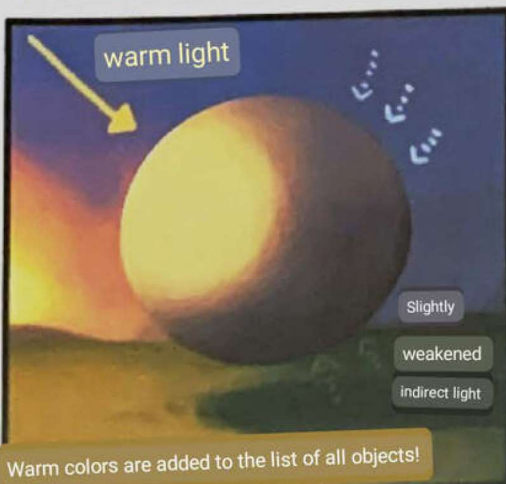 warm light
Slightly
weakened
indirect light
Warm colors are added to the list of all objects!